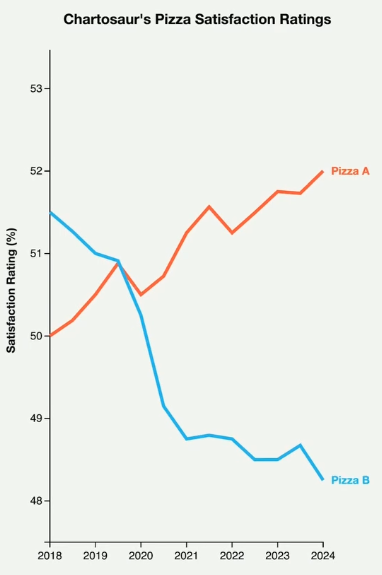 Chartosaur's Pizza Satisfaction Ratings
Satisfaction Rating (%)
53
52
51
50
49
48
Pizza A
Pizza B
2018 2019 2020 2021 2022 2023 2024